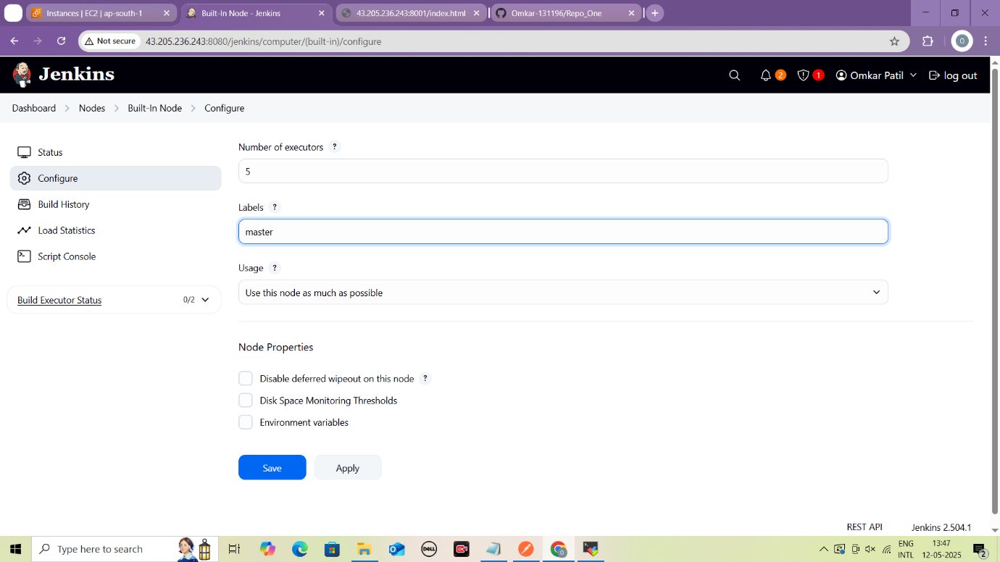 Instances | EC2 | ap-south-1
Built-In Node - Jenkins
43.205.236.243:8001/index.html
Omkar-131196/Repo_One
Not secure
43.205.236.243:8080/jenkins/computer/(built-in)/configure
O
Jenkins
2
1
Omkar Patil
log out
Dashboard
Nodes
Built-In Node
Configure
Status
Configure
Build History
Load Statistics
Script Console
Build Executor Status
0/2
Number of executors ?
5
Labels ?
master
Usage ?
Use this node as much as possible
Node Properties
Disable deferred wipeout on this node ?
Disk Space Monitoring Thresholds
Environment variables
Save
Apply
REST API
Jenkins 2.504.1
Type here to search
DELL
ENG
INTL
13:47
12-05-2025
2